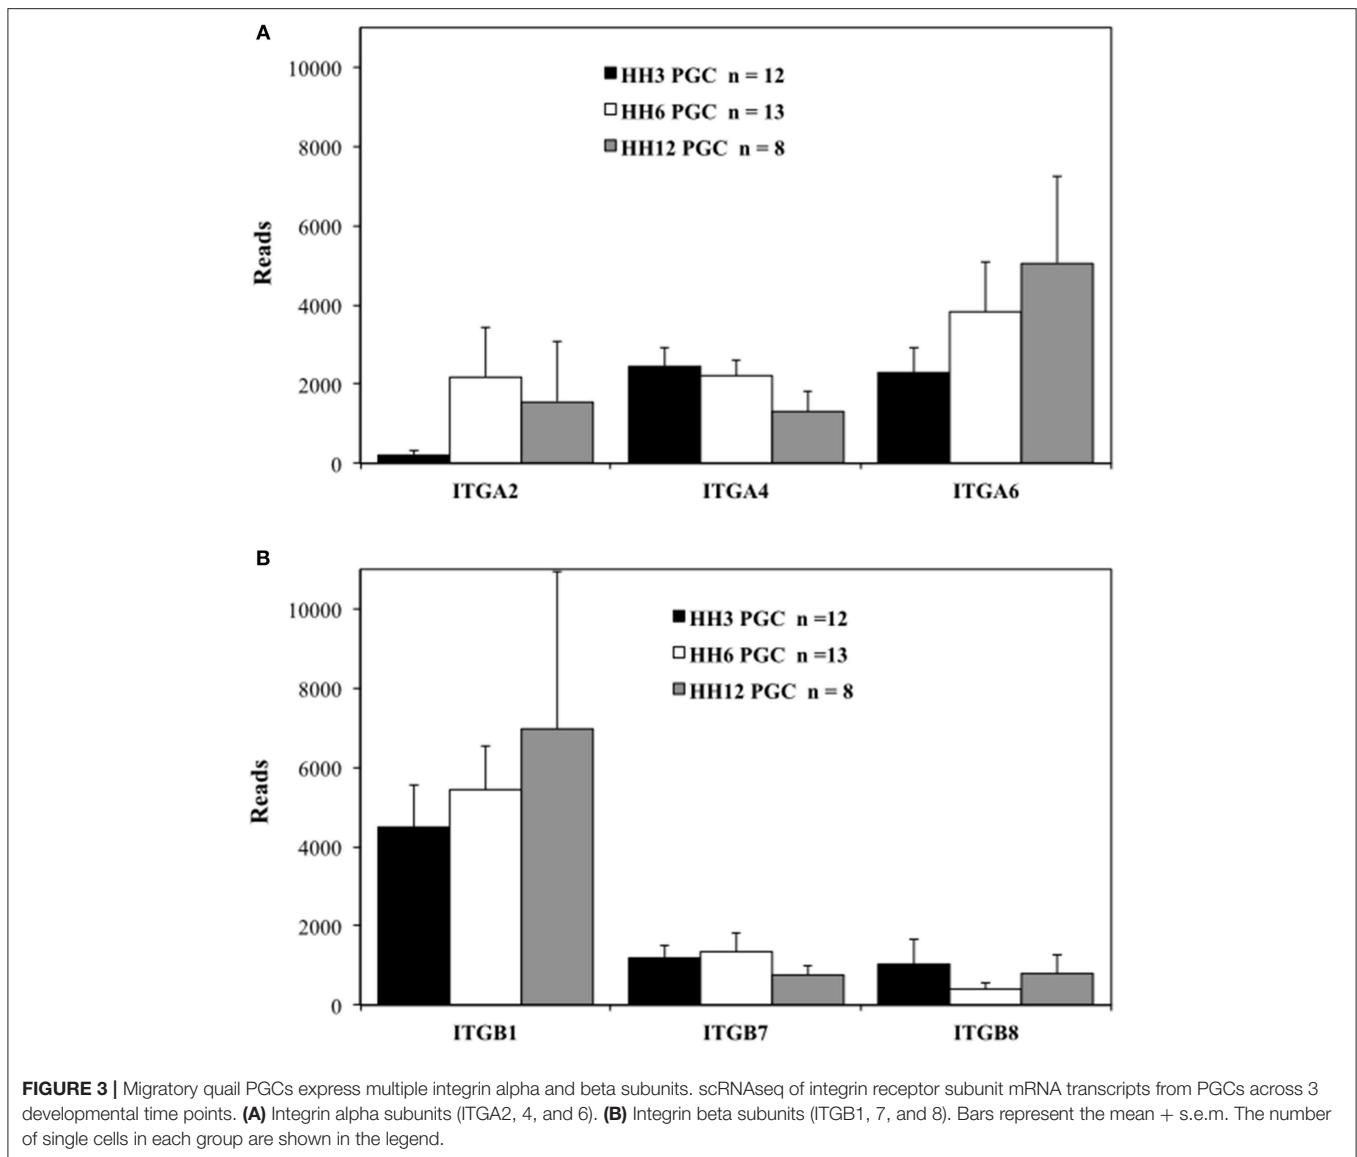 A
10000
8000
6000
4000
2000
0
Reads
HH3 PGC n = 12
HH6 PGC n = 13
HH12 PGC n = 8
ITGA2 ITGA4 ITGA6
B
10000
8000
6000
4000
2000
0
Reads
HH3 PGC n =12
HH6 PGC n =13
HH12 PGC n = 8
ITGB1 ITGB7 ITGB8
FIGURE 3 | Migratory quail PGCs express multiple integrin alpha and beta subunits. scRNAseq of integrin receptor subunit mRNA transcripts from PGCs across 3
developmental time points. (A) Integrin alpha subunits (ITGA2, 4, and 6). (B) Integrin beta subunits (ITGB1, 7, and 8). Bars represent the mean + s.e.m. The number
of single cells in each group are shown in the legend.